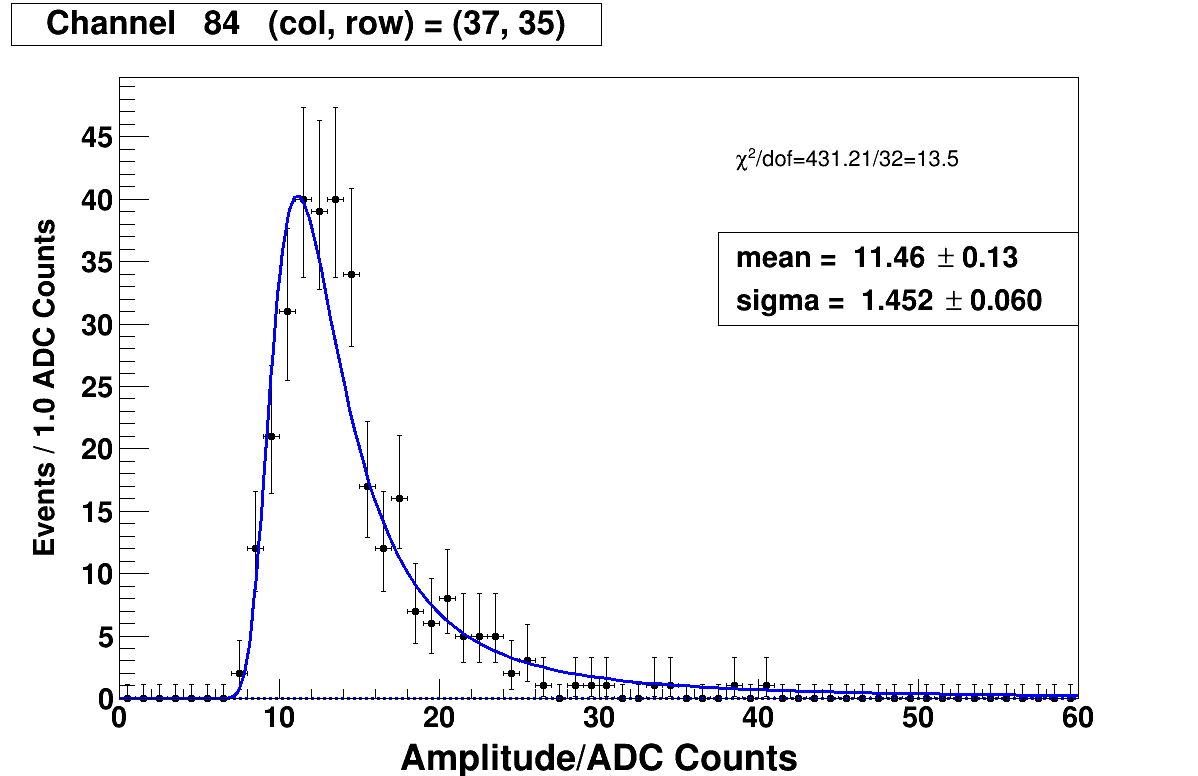 Channel 84 (col, row) = (37, 35)
χ²/dof=431.21/32=13.5
mean = 11.46 ± 0.13
sigma = 1.452 ± 0.060
Events / 1.0 ADC Counts
45
40
35
30
25
20
15
10
5
0
0 10 20 30 40 50 60
Amplitude/ADC Counts